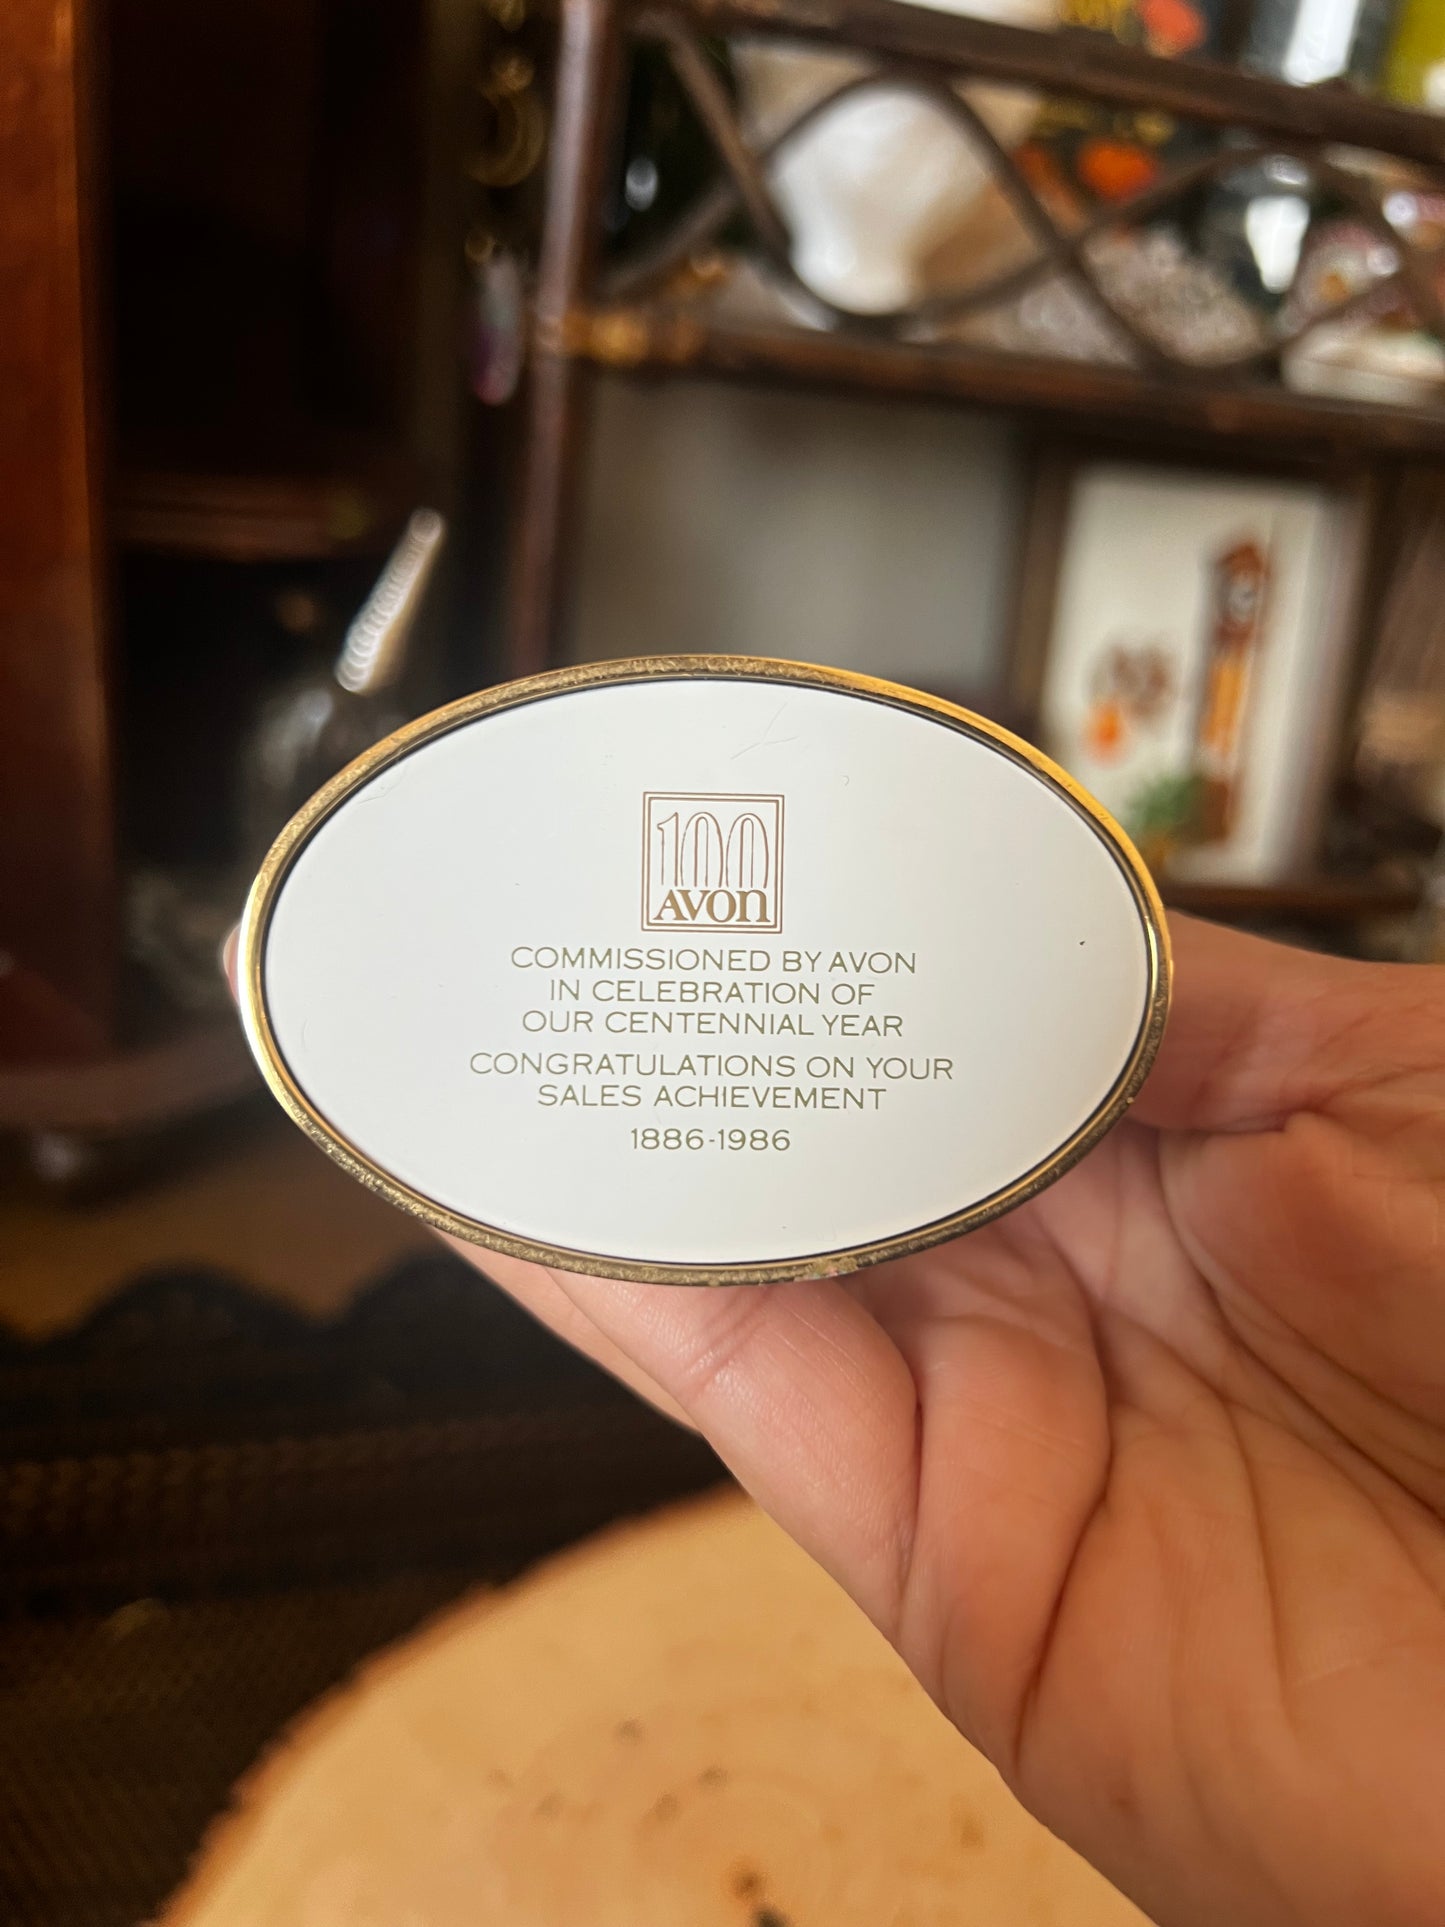 100
AVON
COMMISSIONED BY AVON
IN CELEBRATION OF
OUR CENTENNIAL YEAR
CONGRATULATIONS ON YOUR
SALES ACHIEVEMENT
1886-1986